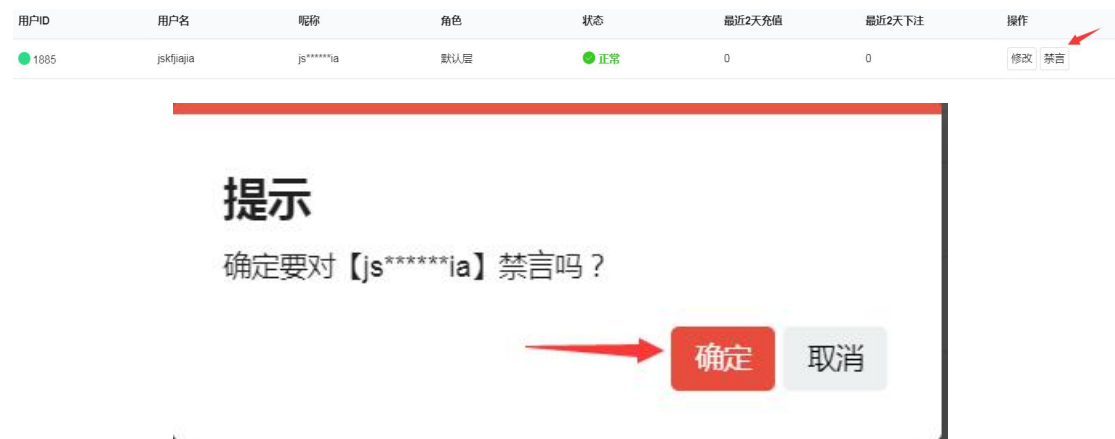 用户ID 用户名 昵称 角色 状态 最近2天充值 最近2天下注 操作
1885 jskfjiajia js******ia 默认层 正常 0 0 修改 禁言
提示
确定要对【js******ia】禁言吗？
确定 取消